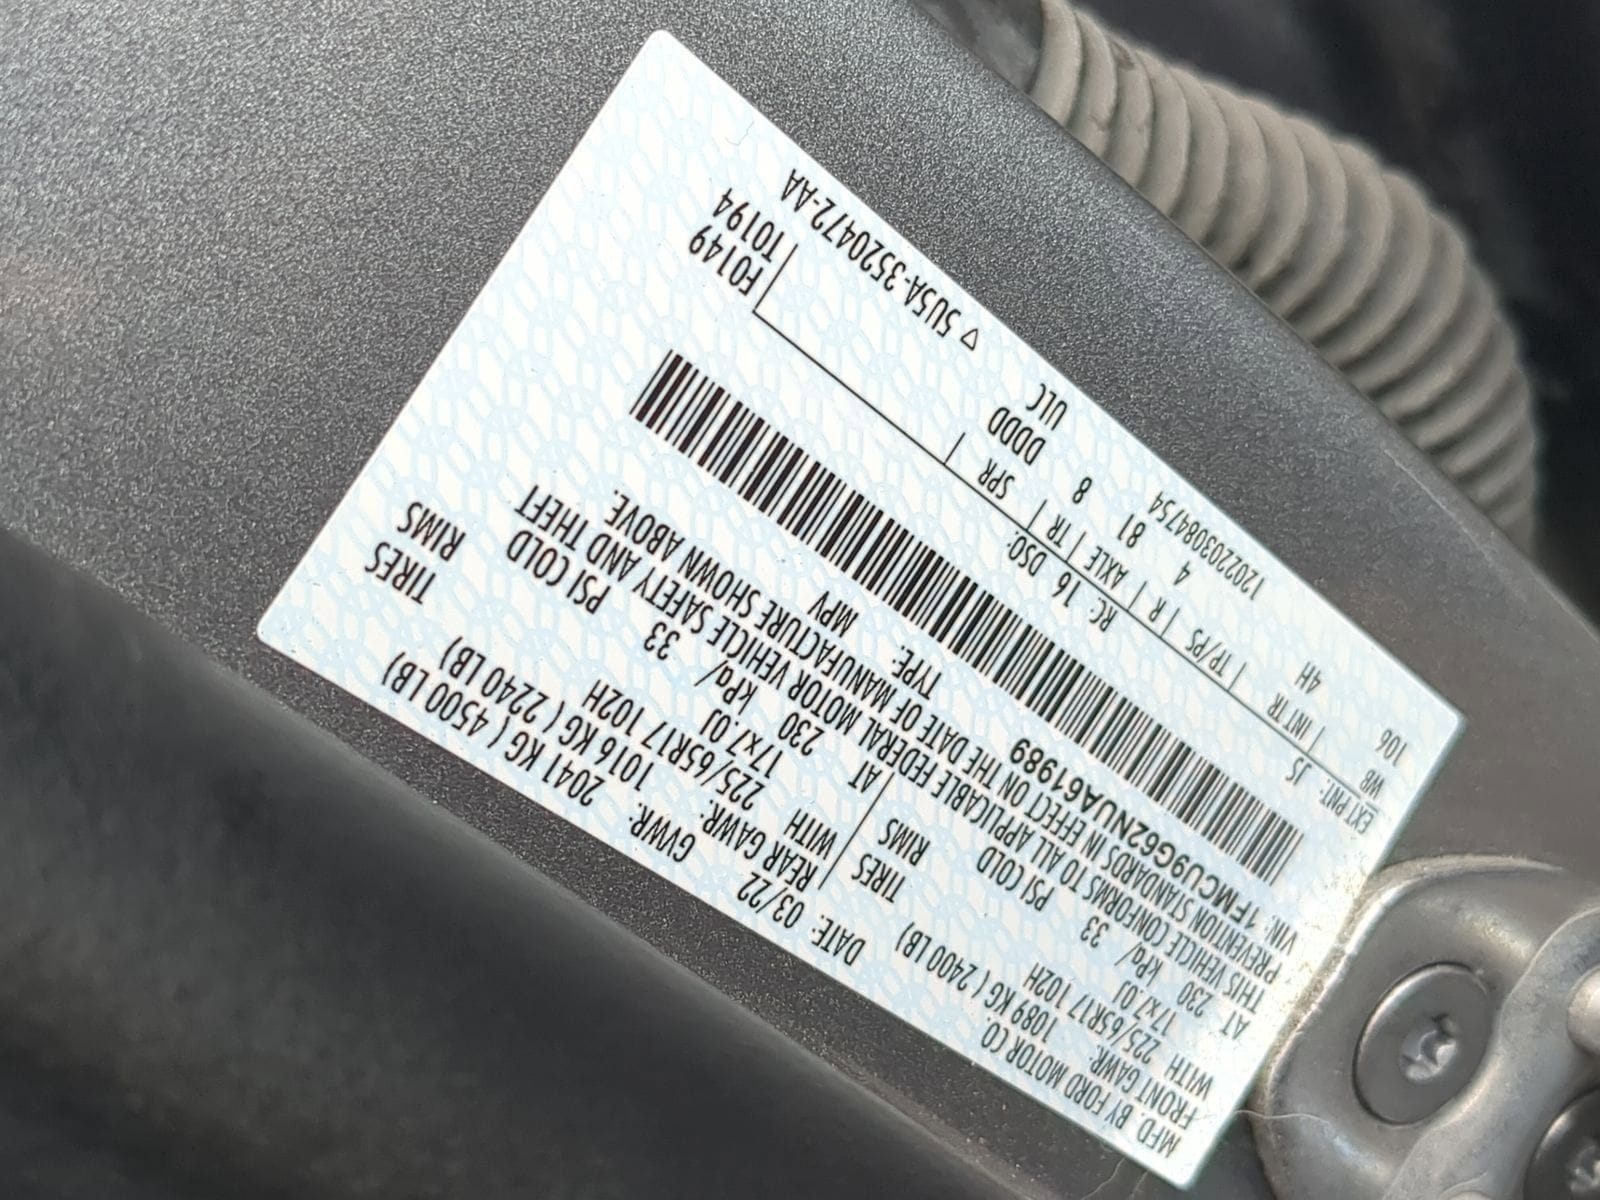 MFD. BY FORD MOTOR CO.
DATE: 03/22 GVWR: 2041 KG ( 4500 LB)
FRONT GAWR: 1089 KG ( 2400 LB) REAR GAWR: 1016 KG ( 2240 LB)
WITH 225/65R17 102H TIRES WITH 225/65R17 102H TIRES
17x7.0J RIMS 17x7.0J RIMS
AT 230 kPa/ 33 PSI COLD AT 230 kPa/ 33 PSI COLD
THIS VEHICLE CONFORMS TO ALL APPLICABLE FEDERAL MOTOR VEHICLE SAFETY AND THEFT
PREVENTION STANDARDS IN EFFECT ON THE DATE OF MANUFACTURE SHOWN ABOVE.
VIN: 1FMCU9G62NUA61989 TYPE: MPV
F0149
T0194
EXT PNT: JS RC: 16 DSO:
WB | INT TR | TP/PS | R | AXLE | TR | SPR
106 4H 4 81 8 DDDD
ULC
1202203084754 ▽ 5U5A-3520472-AA